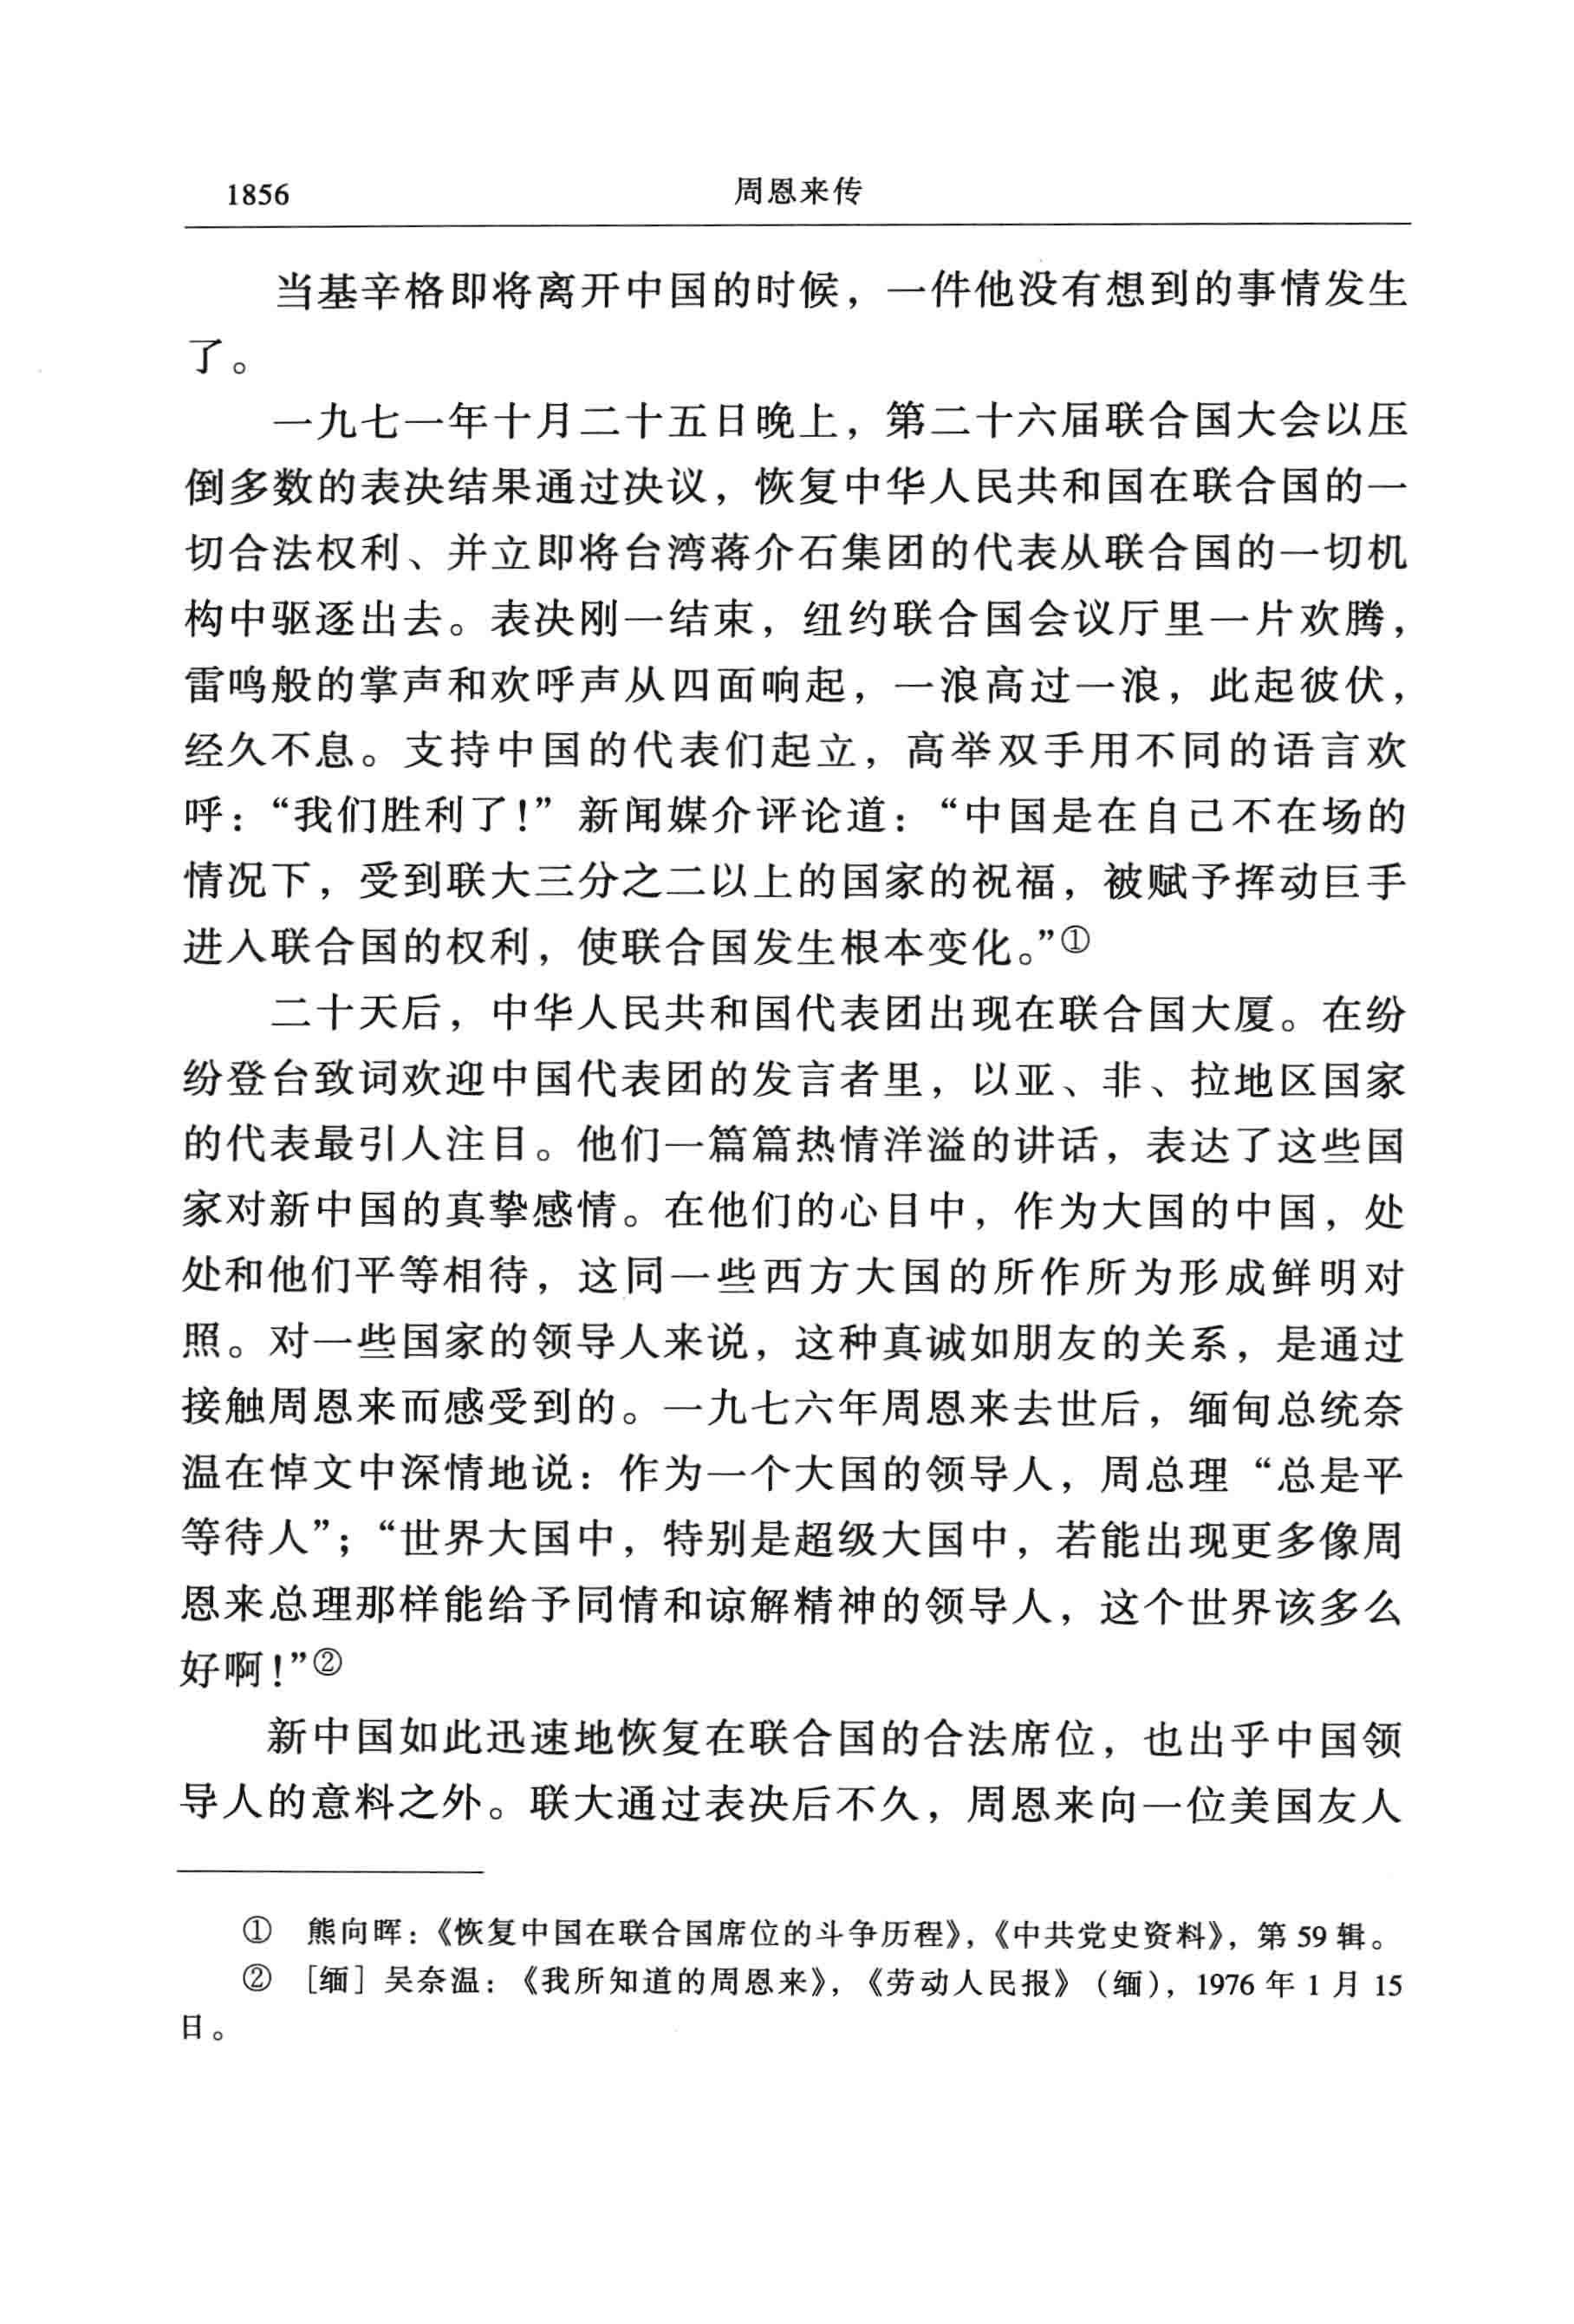 1856
周恩来传
当基辛格即将离开中国的时候，一件他没有想到的事情发生
了。
一九七一年十月二十五日晚上，第二十六届联合国大会以压
倒多数的表决结果通过决议，恢复中华人民共和国在联合国的一
切合法权利、并立即将台湾蒋介石集团的代表从联合国的一切机
构中驱逐出去。表决刚一结束，纽约联合国会议厅里一片欢腾，
雷鸣般的掌声和欢呼声从四面响起，一浪高过一浪，此起彼伏，
经久不息。支持中国的代表们起立，高举双手用不同的语言欢
呼：“我们胜利了！”新闻媒介评论道：“中国是在自己不在场的
情况下，受到联大三分之二以上的国家的祝福，被赋予挥动巨手
进入联合国的权利，使联合国发生根本变化。”①
二十天后，中华人民共和国代表团出现在联合国大厦。在纷
纷登台致词欢迎中国代表团的发言者里，以亚、非、拉地区国家
的代表最引人注目。他们一篇篇热情洋溢的讲话，表达了这些国
家对新中国的真挚感情。在他们的心目中，作为大国的中国，处
处和他们平等相待，这同一些西方大国的所作所为形成鲜明对
照。对一些国家的领导人来说，这种真诚如朋友的关系，是通过
接触周恩来而感受到的。一九七六年周恩来去世后，缅甸总统奈
温在悼文中深情地说：作为一个大国的领导人，周总理“总是平
等待人”；“世界大国中，特别是超级大国中，若能出现更多像周
恩来总理那样能给予同情和谅解精神的领导人，这个世界该多么
好啊！”②
新中国如此迅速地恢复在联合国的合法席位，也出乎中国领
导人的意料之外。联大通过表决后不久，周恩来向一位美国友人
① 熊向晖：《恢复中国在联合国席位的斗争历程》，《中共党史资料》，第 59 辑。
② ［缅］吴奈温：《我所知道的周恩来》，《劳动人民报》（缅），1976 年 1 月 15
日。